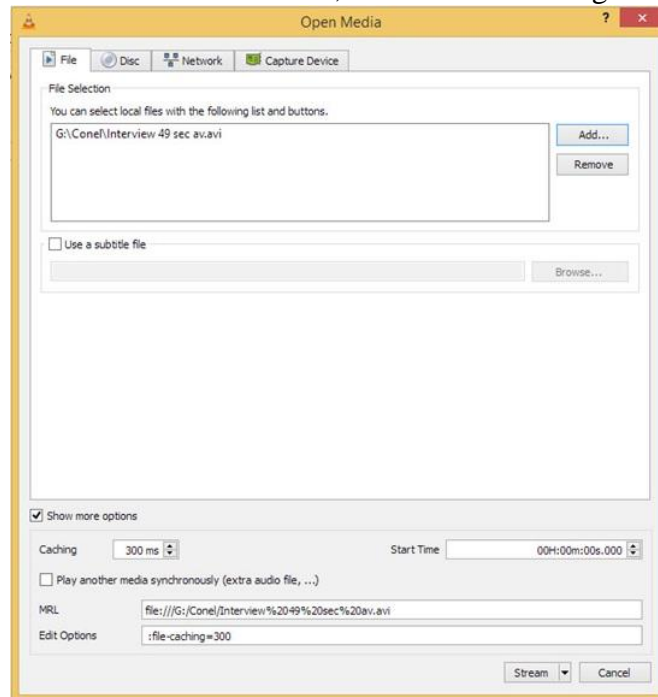 Open Media
?
File Disc Network Capture Device
File Selection
You can select local files with the following list and buttons.
G:\Conel\Interview 49 sec av.avi
Add...
Remove
Use a subtitle file
Browse...
Show more options
Caching 300 ms Start Time 00H:00m:00s.000
Play another media synchronously (extra audio file, ...)
MRL file:///G:/Conel/Interview%2049%20sec%20av.avi
Edit Options :file-caching=300
Stream Cancel